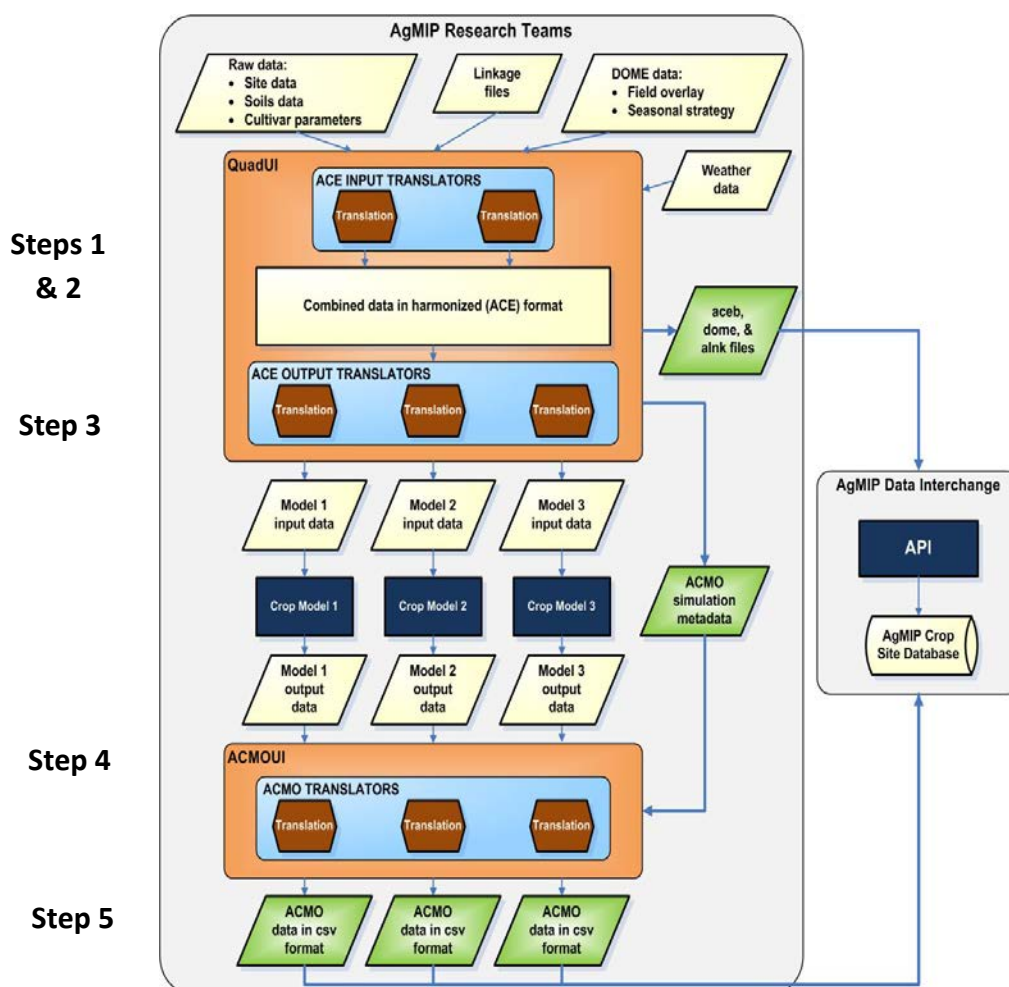 AgMIP Research Teams
Raw data:
• Site data
• Soils data
• Cultivar parameters
Linkage
files
DOME data:
• Field overlay
• Seasonal strategy
QuadUI
ACE INPUT TRANSLATORS
Translation
Translation
Weather
data
Steps 1
& 2
Combined data in harmonized (ACE) format
aceb,
dome, &
alnk files
ACE OUTPUT TRANSLATORS
Translation
Translation
Translation
Step 3
Model 1
input data
Model 2
input data
Model 3
input data
AgMIP Data Interchange
API
AgMIP Crop
Site Database
Crop Model 1
Crop Model 2
Crop Model 3
ACMO
simulation
metadata
Model 1
output
data
Model 2
output
data
Model 3
output
data
Step 4
ACMOUI
ACMO TRANSLATORS
Translation
Translation
Translation
Step 5
ACMO
data in csv
format
ACMO
data in csv
format
ACMO
data in csv
format